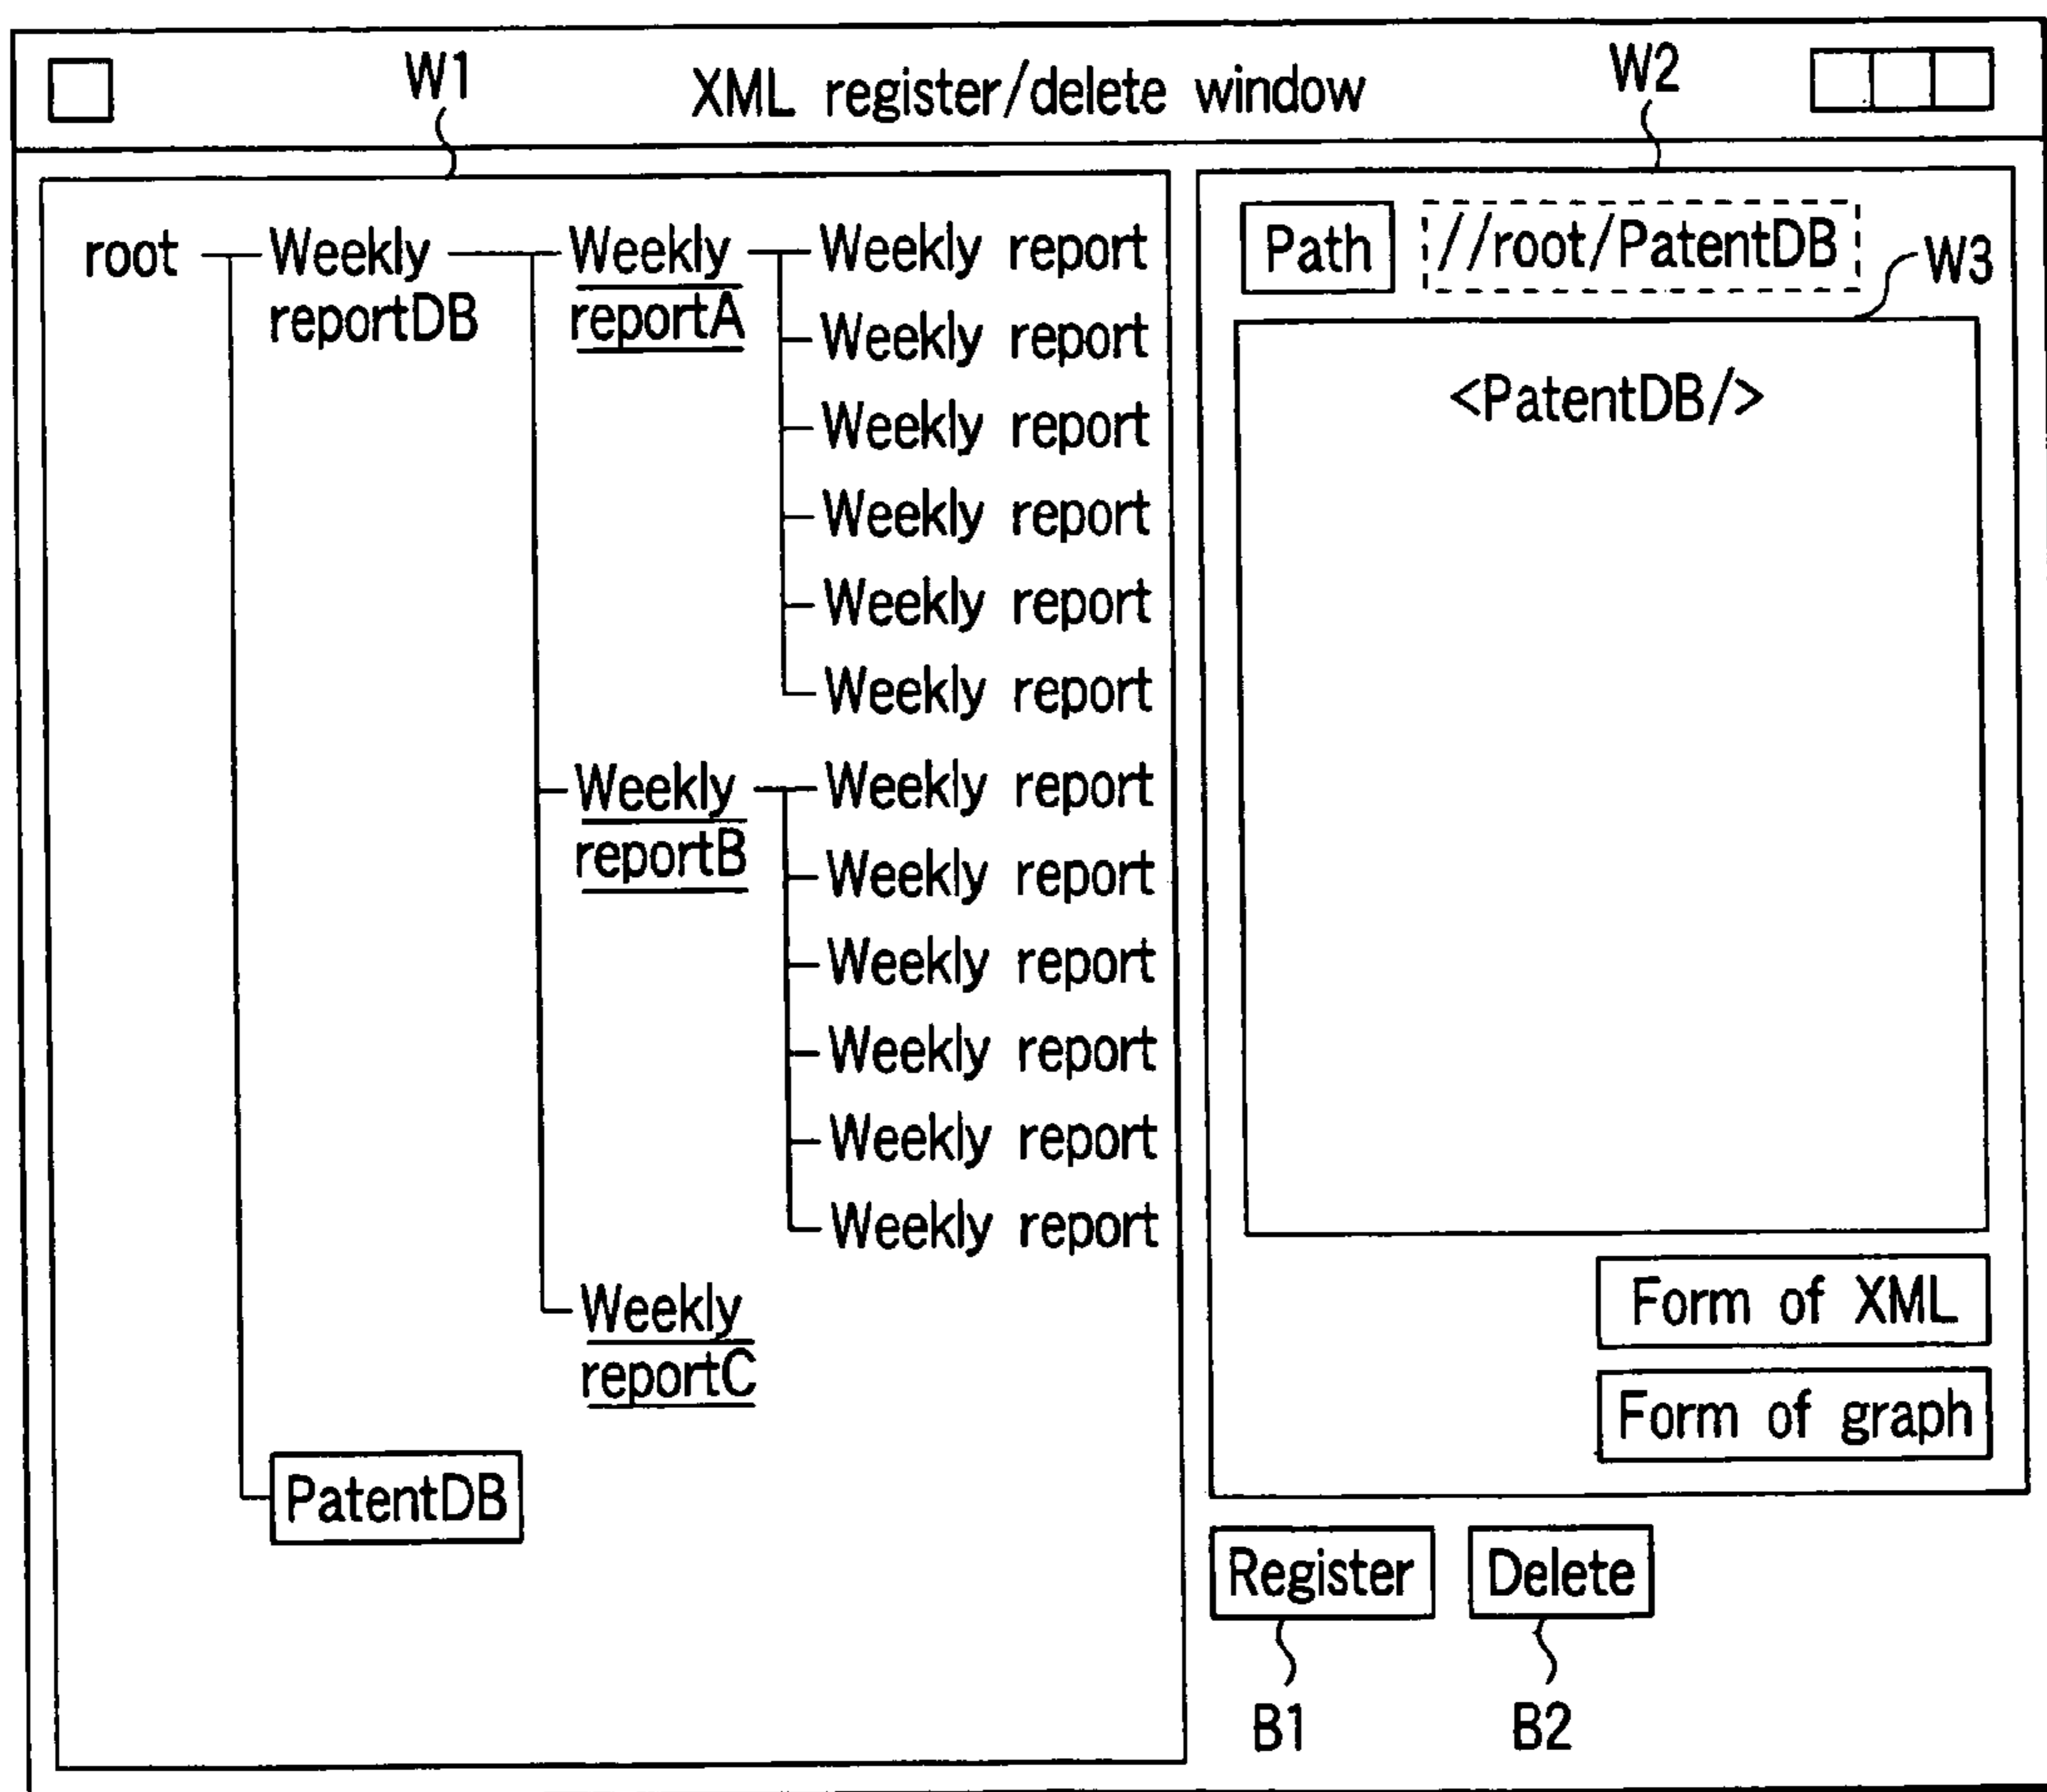 W1
XML register/delete window
W2
root
Weekly
reportDB
Weekly
reportA
Weekly report
Weekly report
Weekly report
Weekly report
Weekly report
Weekly report
Weekly
reportB
Weekly report
Weekly report
Weekly report
Weekly report
Weekly report
Weekly report
Weekly
reportC
PatentDB
Path
//root/PatentDB
W3
<PatentDB/>
Form of XML
Form of graph
Register
Delete
B1
B2